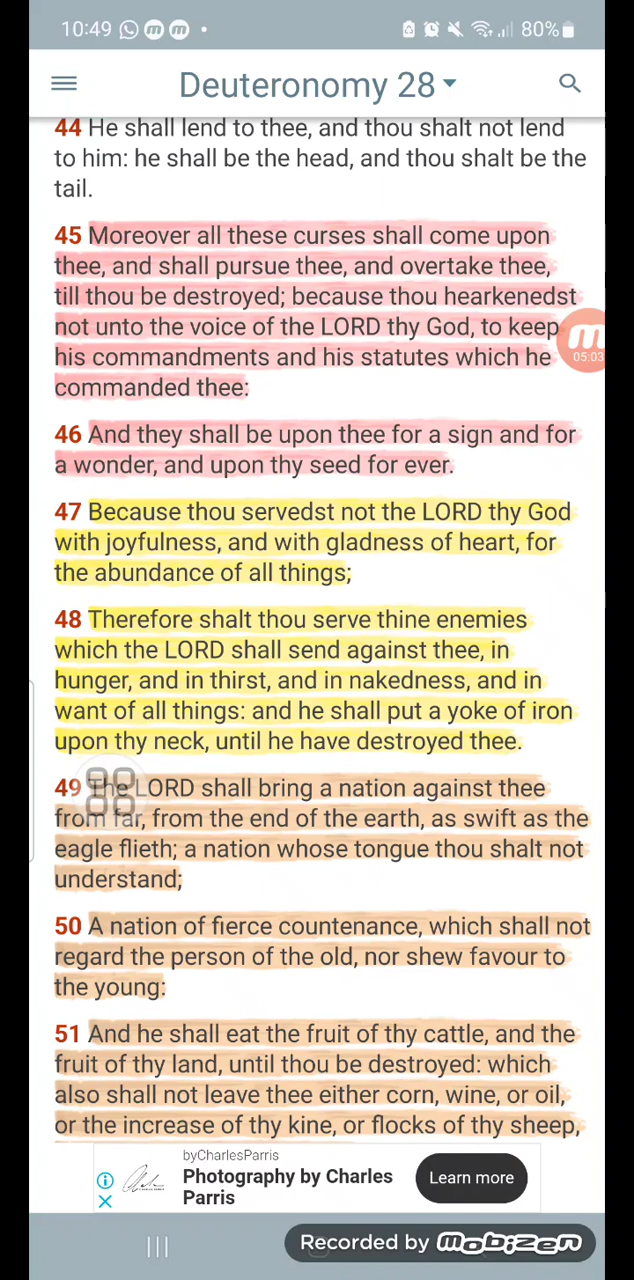 10:49
80%
Deuteronomy 28
44 He shall lend to thee, and thou shalt not lend
to him: he shall be the head, and thou shalt be the
tail.
45 Moreover all these curses shall come upon
thee, and shall pursue thee, and overtake thee,
till thou be destroyed; because thou hearkenedst
not unto the voice of the LORD thy God, to keep
his commandments and his statutes which he
commanded thee:
05:03
46 And they shall be upon thee for a sign and for
a wonder, and upon thy seed for ever.
47 Because thou servedst not the LORD thy God
with joyfulness, and with gladness of heart, for
the abundance of all things;
48 Therefore shalt thou serve thine enemies
which the LORD shall send against thee, in
hunger, and in thirst, and in nakedness, and in
want of all things: and he shall put a yoke of iron
upon thy neck, until he have destroyed thee.
49 The LORD shall bring a nation against thee
from far, from the end of the earth, as swift as the
eagle flieth; a nation whose tongue thou shalt not
understand;
50 A nation of fierce countenance, which shall not
regard the person of the old, nor shew favour to
the young:
51 And he shall eat the fruit of thy cattle, and the
fruit of thy land, until thou be destroyed: which
also shall not leave thee either corn, wine, or oil,
or the increase of thy kine, or flocks of thy sheep,
byCharlesParris
Photography by Charles
Parris
Learn more
Recorded by mobizen